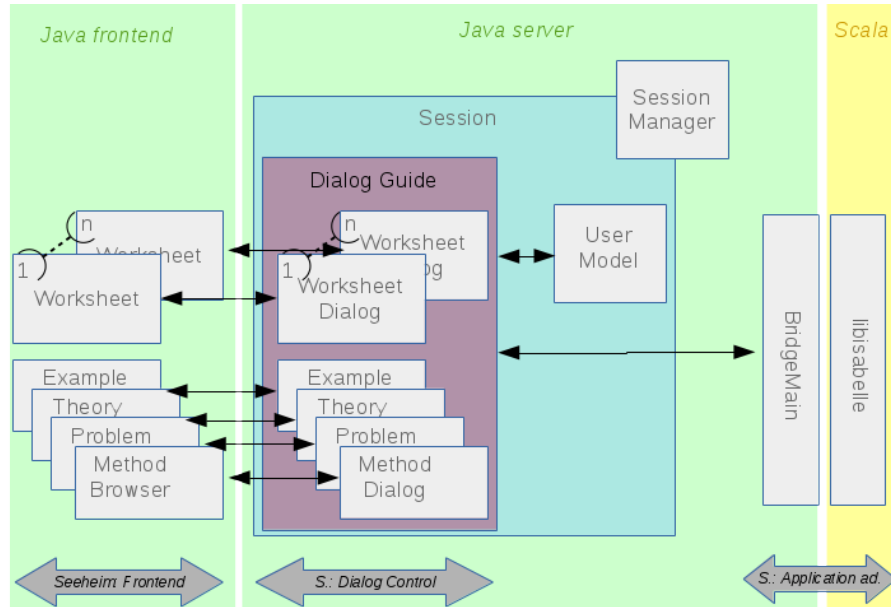 Java frontend
Java server
Scala
Session
Session
Manager
Dialog Guide
n
Worksheet
1
Worksheet
n
Worksheet
1
Worksheet
Dialog
User
Model
BridgeMain
libisabelle
Example
Theory
Problem
Method
Browser
Example
Theory
Problem
Method
Dialog
Seeheim: Frontend
S.: Dialog Control
S.: Application ad.